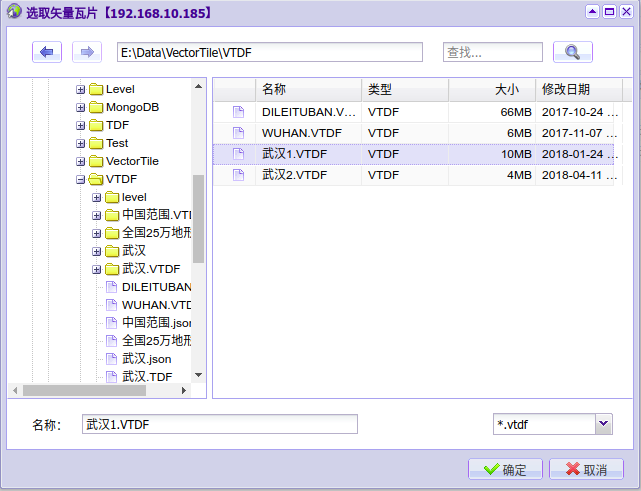 选取矢量瓦片【192.168.10.185】
E:\Data\VectorTile\VTDF
查找...
Level
MongoDB
TDF
Test
VectorTile
VTDF
level
中国范围.VTI
全国25万地形
武汉
武汉.VTDF
DILEITUBAN
WUHAN.VTD
中国范围.json
全国25万地形
武汉.json
武汉.TDF
名称 类型 大小 修改日期
DILEITUBAN.V... VTDF 66MB 2017-10-24 ...
WUHAN.VTDF VTDF 6MB 2017-11-07 ...
武汉1.VTDF VTDF 10MB 2018-01-24 ...
武汉2.VTDF VTDF 4MB 2018-04-11 ...
名称: 武汉1.VTDF *.vtdf
确定 取消